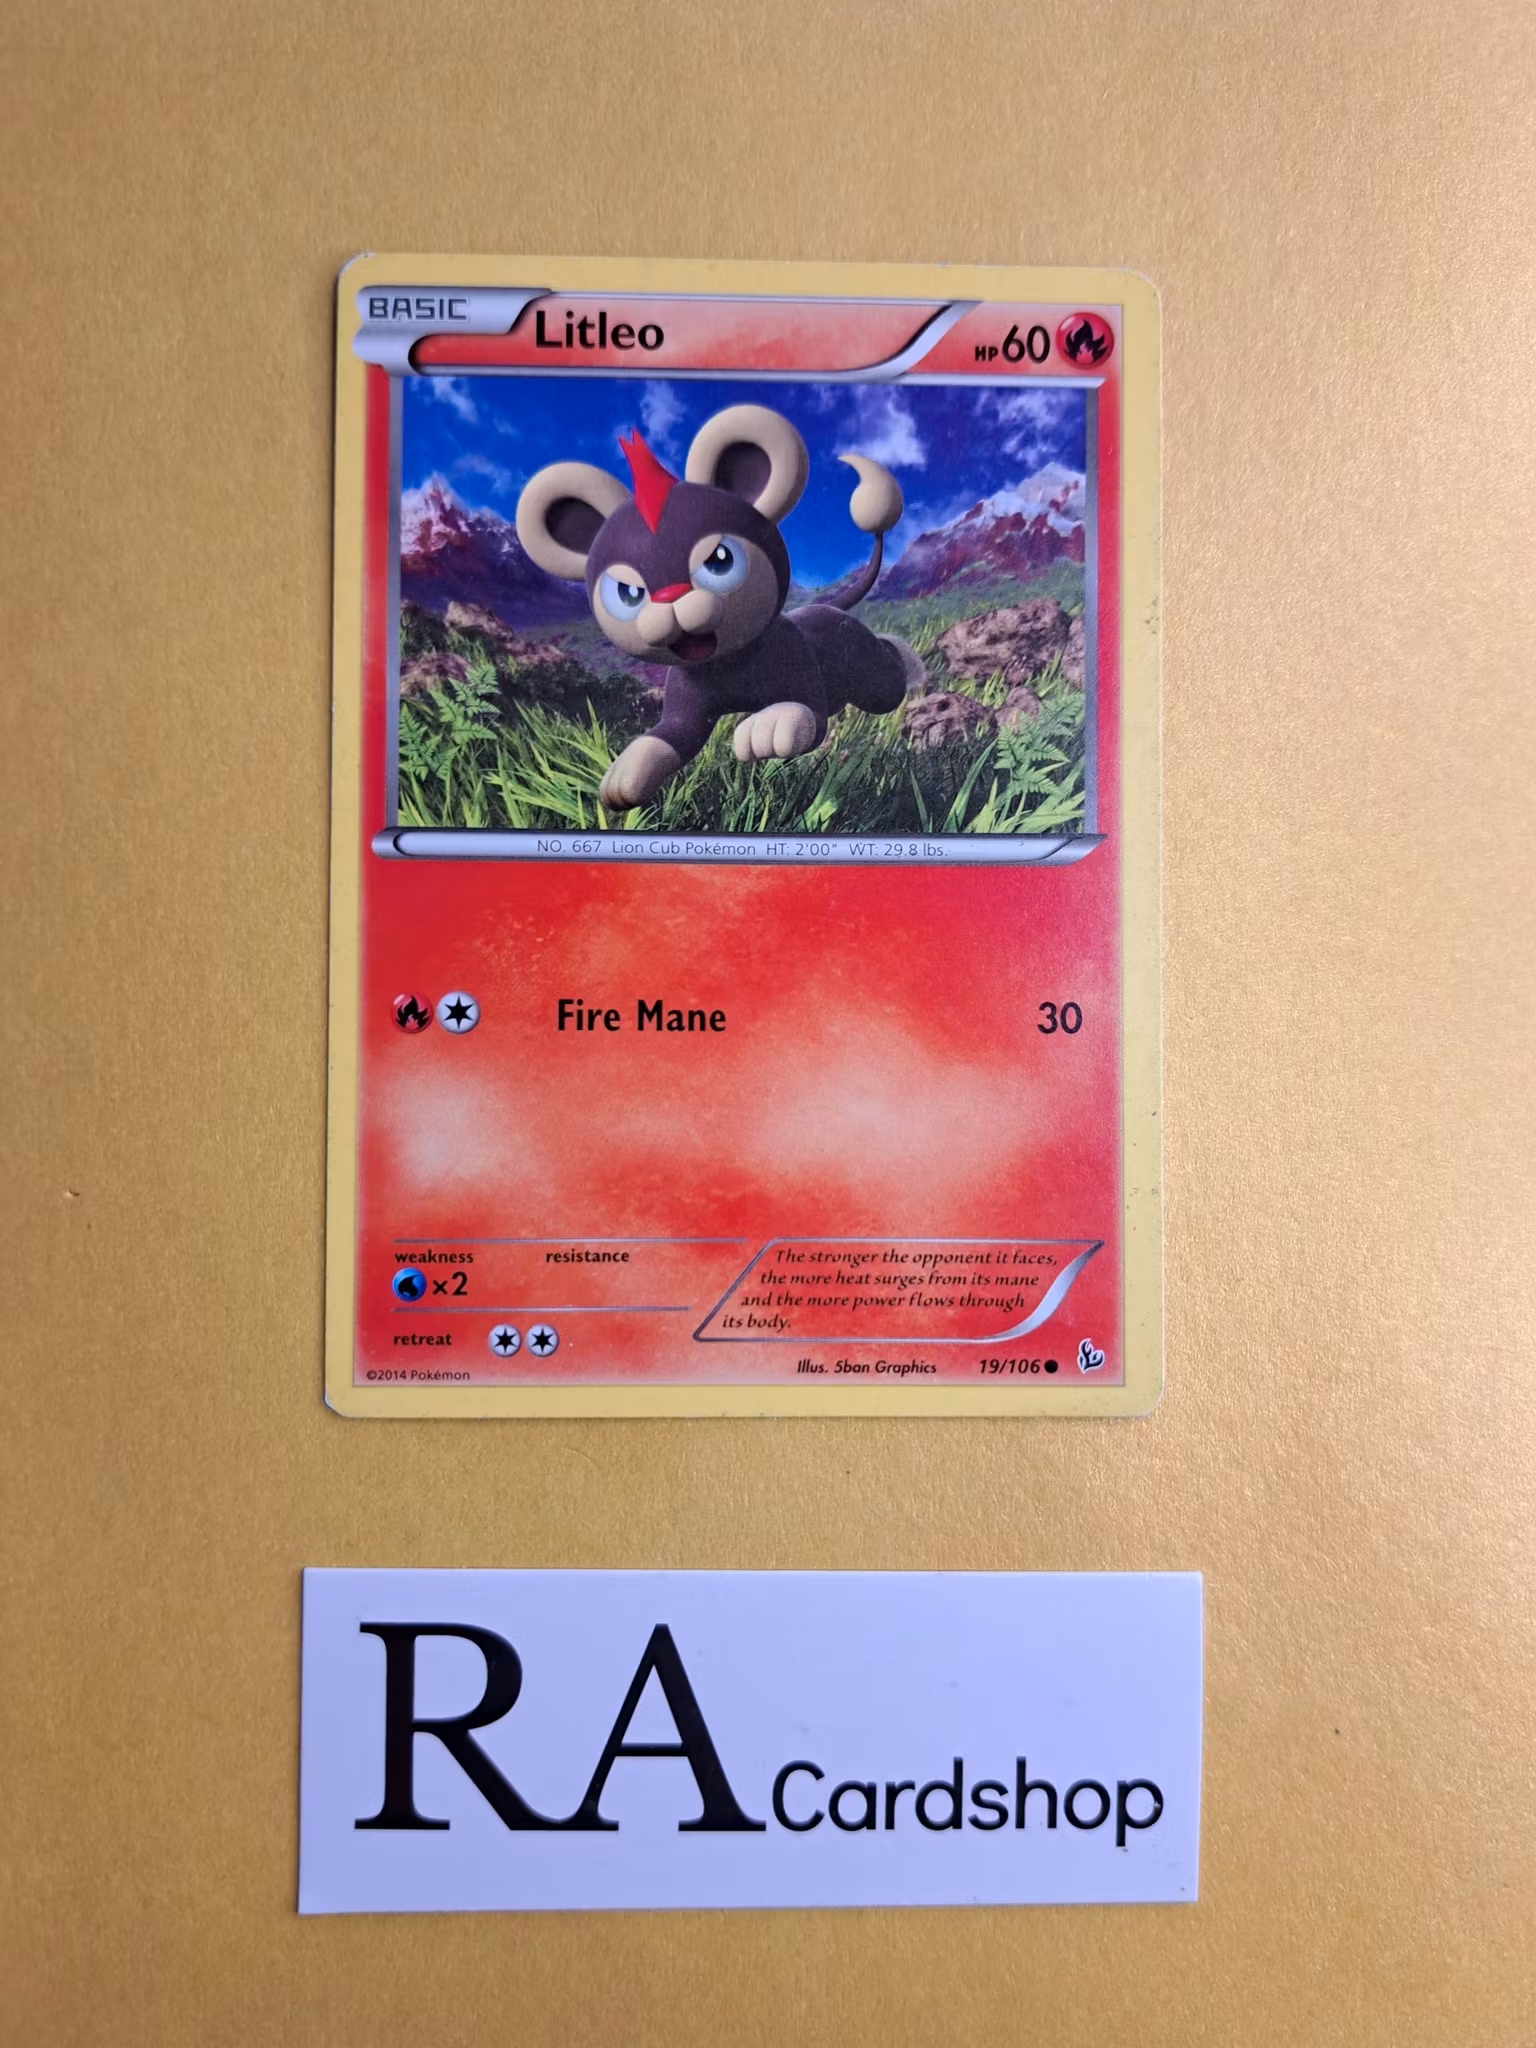 BASIC
Litleo
HP60
NO. 667 Lion Cub Pokémon HT: 2'00" WT: 29.8 lbs.
Fire Mane 30
weakness resistance
×2
The stronger the opponent it faces,
the more heat surges from its mane
and the more power flows through
its body.
retreat
Illus. 5ban Graphics 19/106
©2014 Pokémon
RA Cardshop